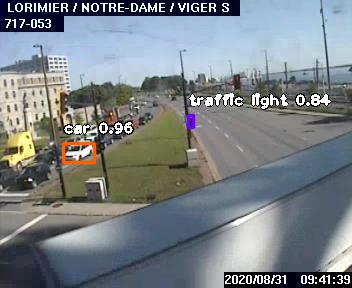 LORIMIER / NOTRE-DAME / VIGER S
717-053
traffic light 0.84
car 0.96
2020/08/31 09:41:39